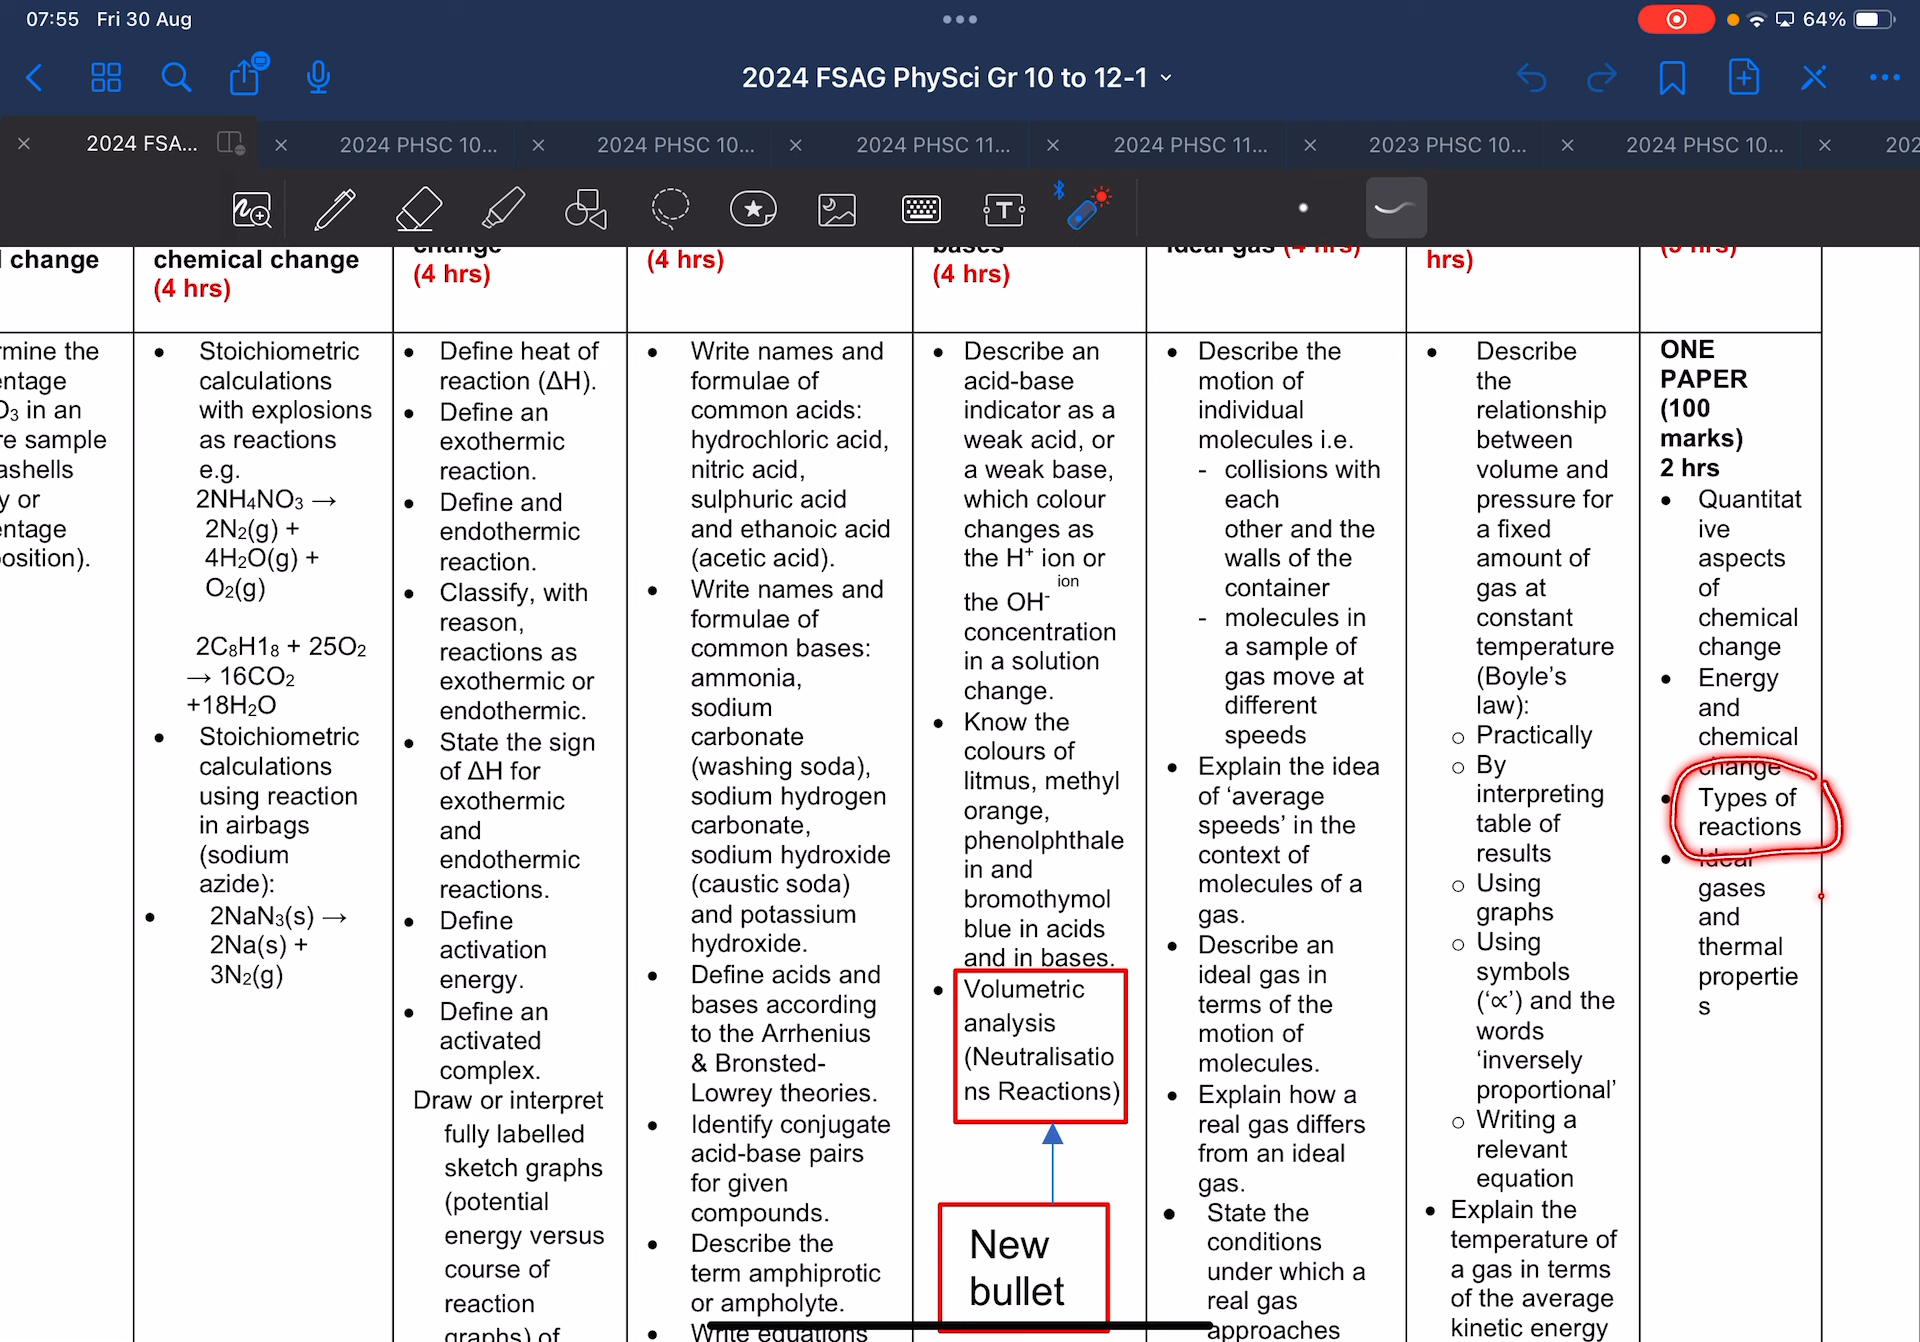 07:55 Fri 30 Aug
64%
2024 FSAG PhySci Gr 10 to 12-1
2024 FSA...
2024 PHSC 10...
2024 PHSC 10...
2024 PHSC 11...
2024 PHSC 11...
2023 PHSC 10...
2024 PHSC 10...
202
change
chemical change
(4 hrs)
rmine the
entage
O₃ in an
re sample
ashells
y or
entage
osition).
Stoichiometric
calculations
with explosions
as reactions
e.g.
2NH₄NO₃ →
2N₂(g) +
4H₂O(g) +
O₂(g)
2C₈H1₈ + 25O₂
→ 16CO₂
+18H₂O
Stoichiometric
calculations
using reaction
in airbags
(sodium
azide):
2NaN₃(s) →
2Na(s) +
3N₂(g)
change
(4 hrs)
Define heat of
reaction (ΔH).
Define an
exothermic
reaction.
Define and
endothermic
reaction.
Classify, with
reason,
reactions as
exothermic or
endothermic.
State the sign
of ΔH for
exothermic
and
endothermic
reactions.
Define
activation
energy.
Define an
activated
complex.
Draw or interpret
fully labelled
sketch graphs
(potential
energy versus
course of
reaction
graphs) of
(4 hrs)
Write names and
formulae of
common acids:
hydrochloric acid,
nitric acid,
sulphuric acid
and ethanoic acid
(acetic acid).
Write names and
formulae of
common bases:
ammonia,
sodium
carbonate
(washing soda),
sodium hydrogen
carbonate,
sodium hydroxide
(caustic soda)
and potassium
hydroxide.
Define acids and
bases according
to the Arrhenius
& Bronsted-
Lowrey theories.
Identify conjugate
acid-base pairs
for given
compounds.
Describe the
term amphiprotic
or ampholyte.
Write equations
bases
(4 hrs)
Describe an
acid-base
indicator as a
weak acid, or
a weak base,
which colour
changes as
the H⁺ ion or
ion
the OH⁻
concentration
in a solution
change.
Know the
colours of
litmus, methyl
orange,
phenolphthale
in and
bromothymol
blue in acids
and in bases.
Volumetric
analysis
(Neutralisatio
ns Reactions)
New
bullet
ideal gas (4 hrs)
Describe the
motion of
individual
molecules i.e.
- collisions with
each
other and the
walls of the
container
- molecules in
a sample of
gas move at
different
speeds
Explain the idea
of ‘average
speeds’ in the
context of
molecules of a
gas.
Describe an
ideal gas in
terms of the
motion of
molecules.
Explain how a
real gas differs
from an ideal
gas.
State the
conditions
under which a
real gas
approaches
hrs)
Describe
the
relationship
between
volume and
pressure for
a fixed
amount of
gas at
constant
temperature
(Boyle’s
law):
Practically
By
interpreting
table of
results
Using
graphs
Using
symbols
(‘∝’) and the
words
‘inversely
proportional’
Writing a
relevant
equation
Explain the
temperature of
a gas in terms
of the average
kinetic energy
ONE
PAPER
(100
marks)
2 hrs
Quantitat
ive
aspects
of
chemical
change
Energy
and
chemical
change
Types of
reactions
Ideal
gases
and
thermal
propertie
s